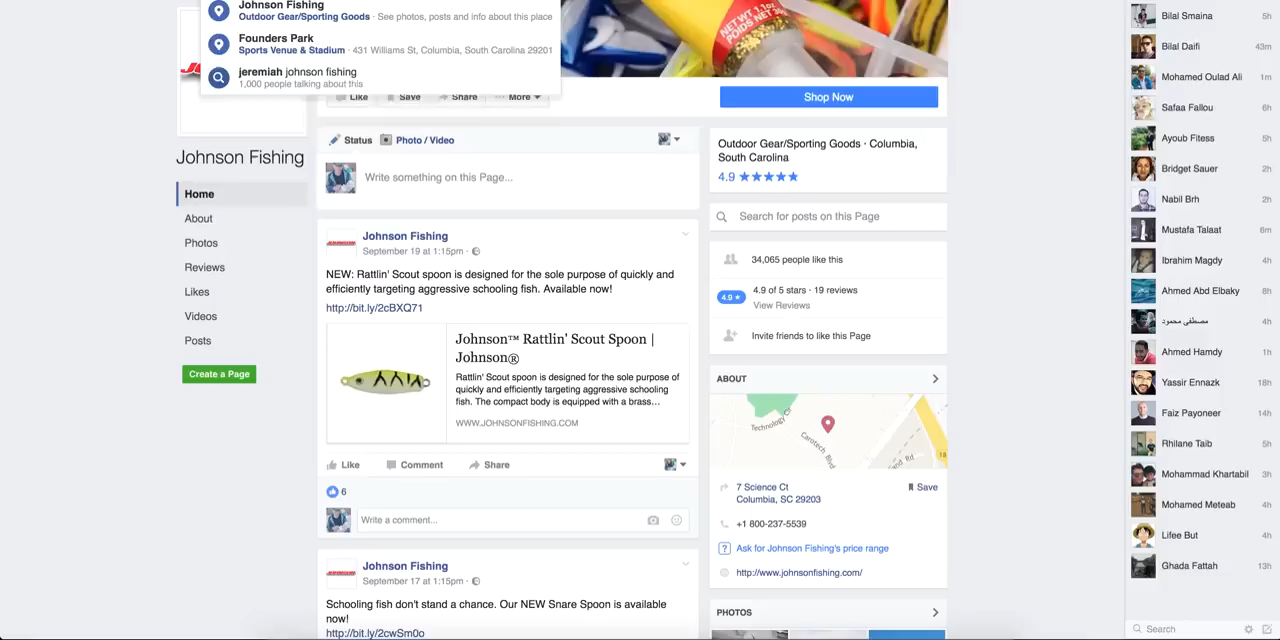 Johnson Fishing
Outdoor Gear/Sporting Goods · See photos, posts and info about this place
Founders Park
Sports Venue & Stadium · 431 Williams St, Columbia, South Carolina 29201
jeremiah johnson fishing
1,000 people talking about this
NET WT. 1.1oz
Like
Save
Share
More
Shop Now
Johnson Fishing
Home
About
Photos
Reviews
Likes
Videos
Posts
Create a Page
Status
Photo / Video
Write something on this Page...
Johnson Fishing
September 19 at 1:15pm ·
NEW: Rattlin' Scout spoon is designed for the sole purpose of quickly and
efficiently targeting aggressive schooling fish. Available now!
http://bit.ly/2cBXQ71
Johnson™ Rattlin' Scout Spoon |
Johnson®
Rattlin' Scout Spoon is designed for the sole purpose of
quickly and efficiently targeting aggressive schooling
fish. The compact body is equipped with a brass...
WWW.JOHNSONFISHING.COM
Like
Comment
Share
6
Write a comment...
Johnson Fishing
September 17 at 1:15pm ·
Schooling fish don't stand a chance. Our NEW Snare Spoon is available
now!
http://bit.ly/2cwSm0o
Outdoor Gear/Sporting Goods · Columbia,
South Carolina
4.9 ★★★★★
Search for posts on this Page
34,065 people like this
4.9 ★
4.9 of 5 stars · 19 reviews
View Reviews
Invite friends to like this Page
ABOUT
Technology Cir
Carotech Blvd
Rd
18
7 Science Ct
Columbia, SC 29203
Save
+1 800-237-5539
? Ask for Johnson Fishing's price range
http://www.johnsonfishing.com/
PHOTOS
Bilal Smaina 5h
Bilal Daifi 43m
Mohamed Oulad Ali 1m
Safaa Fallou 6h
Ayoub Fitess 5h
Bridget Sauer 2h
Nabil Brh 2h
Mustafa Talaat 6m
Ibrahim Magdy 4h
Ahmed Abd Elbaky 8h
مصطفى محمود 4h
Ahmed Hamdy 1h
Yassir Ennazk 18h
Faiz Payoneer 14h
Rhilane Taib 5h
Mohammad Khartabil 3h
Mohamed Meteab 4h
Lifee But 4h
Ghada Fattah 13h
Search